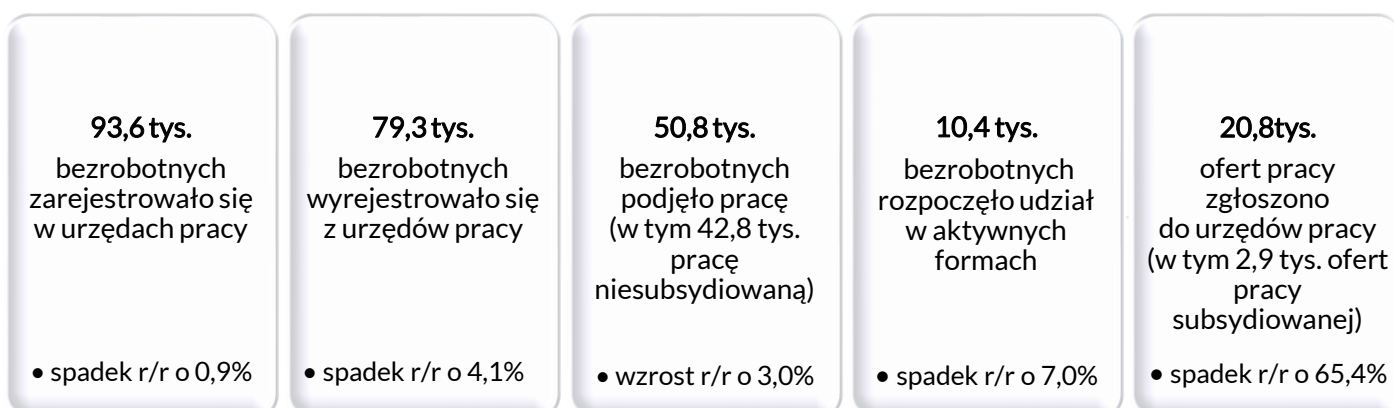 93,6 tys.
bezrobotnych
zarejestrowało się
w urzędach pracy
• spadek r/r o 0,9%
79,3 tys.
bezrobotnych
wyrejestrowało się
z urzędów pracy
• spadek r/r o 4,1%
50,8 tys.
bezrobotnych
podjęło pracę
(w tym 42,8 tys.
pracę
niesubsydiowaną)
• wzrost r/r o 3,0%
10,4 tys.
bezrobotnych
rozpoczęło udział
w aktywnych
formach
• spadek r/r o 7,0%
20,8tys.
ofert pracy
zgłoszono
do urzędów pracy
(w tym 2,9 tys. ofert
pracy
subsydiowanej)
• spadek r/r o 65,4%